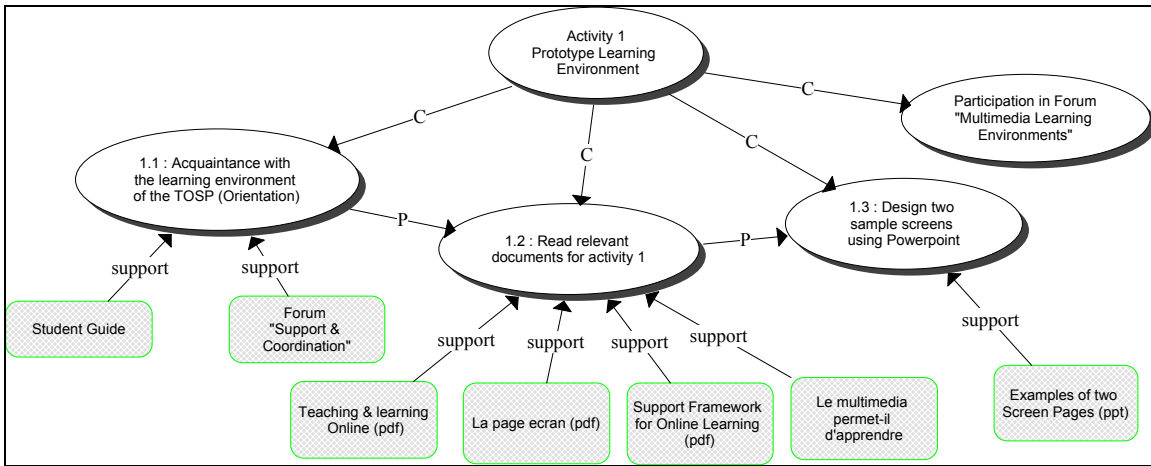 Activity 1
Prototype Learning
Environment
C
C
C
C
Participation in Forum
"Multimedia Learning
Environments"
1.1 : Acquaintance with
the learning environment
of the TOSP (Orientation)
P
1.2 : Read relevant
documents for activity 1
P
1.3 : Design two
sample screens
using Powerpoint
support
support
Student Guide
Forum
"Support &
Coordination"
support
support
support
support
support
Teaching & learning
Online (pdf)
La page ecran (pdf)
Support Framework
for Online Learning
(pdf)
Le multimedia
permet-il
d'apprendre
Examples of two
Screen Pages (ppt)